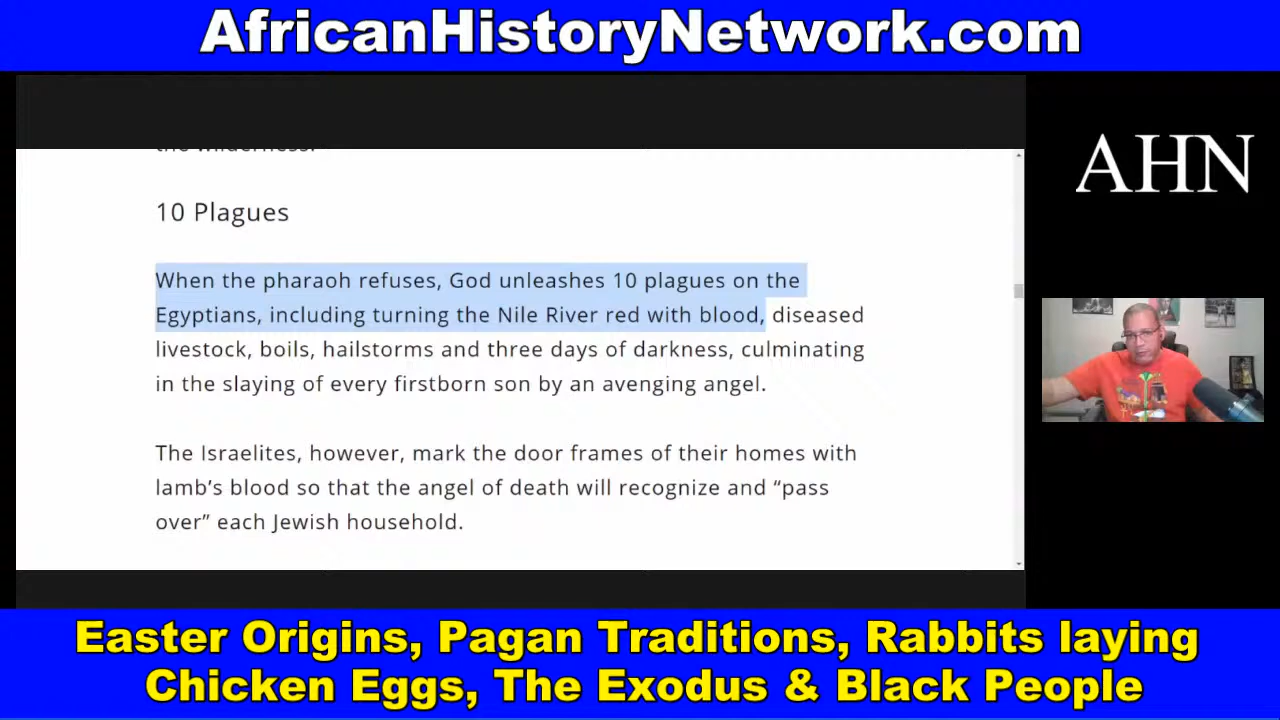 AfricanHistoryNetwork.com
the wilderness.
AHN
10 Plagues
When the pharaoh refuses, God unleashes 10 plagues on the
Egyptians, including turning the Nile River red with blood, diseased
livestock, boils, hailstorms and three days of darkness, culminating
in the slaying of every firstborn son by an avenging angel.
The Israelites, however, mark the door frames of their homes with
lamb’s blood so that the angel of death will recognize and “pass
over” each Jewish household.
Easter Origins, Pagan Traditions, Rabbits laying
Chicken Eggs, The Exodus & Black People